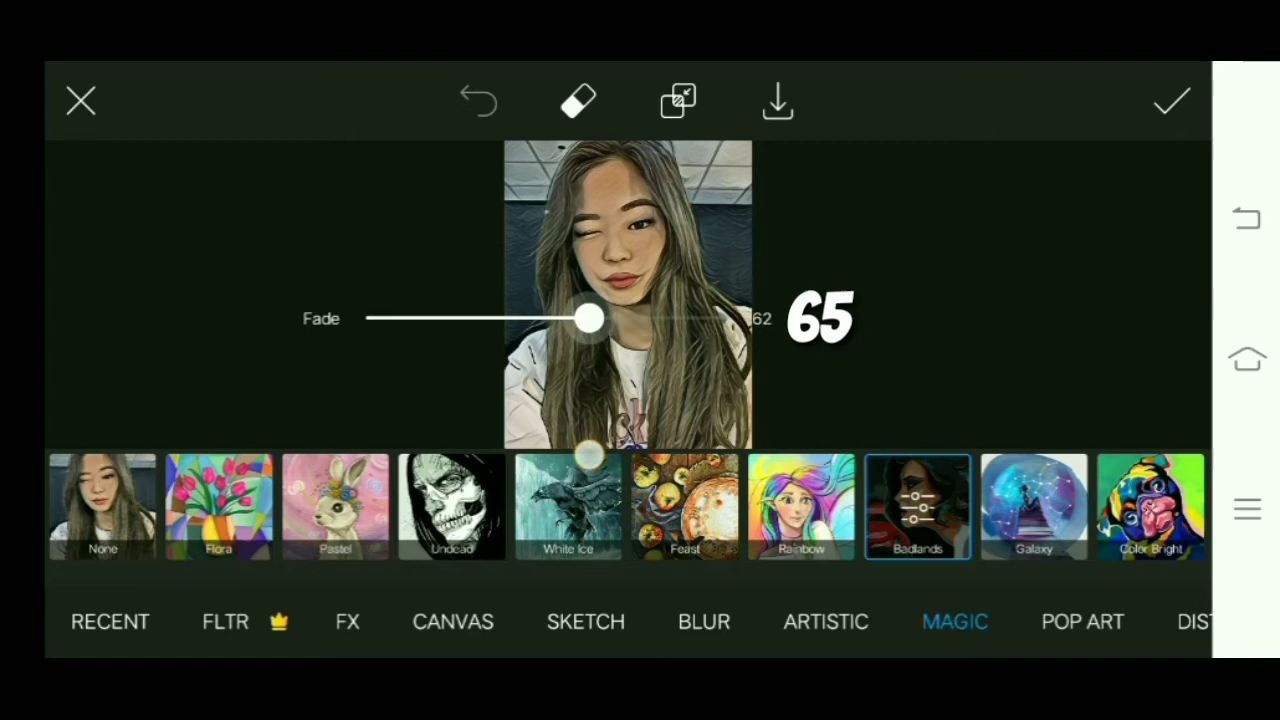 Fade
62
65
None
Flora
Pastel
Undead
White Ice
Feast
Rainbow
Badlands
Galaxy
Color Bright
RECENT FLTR FX CANVAS SKETCH BLUR ARTISTIC MAGIC POP ART DIST